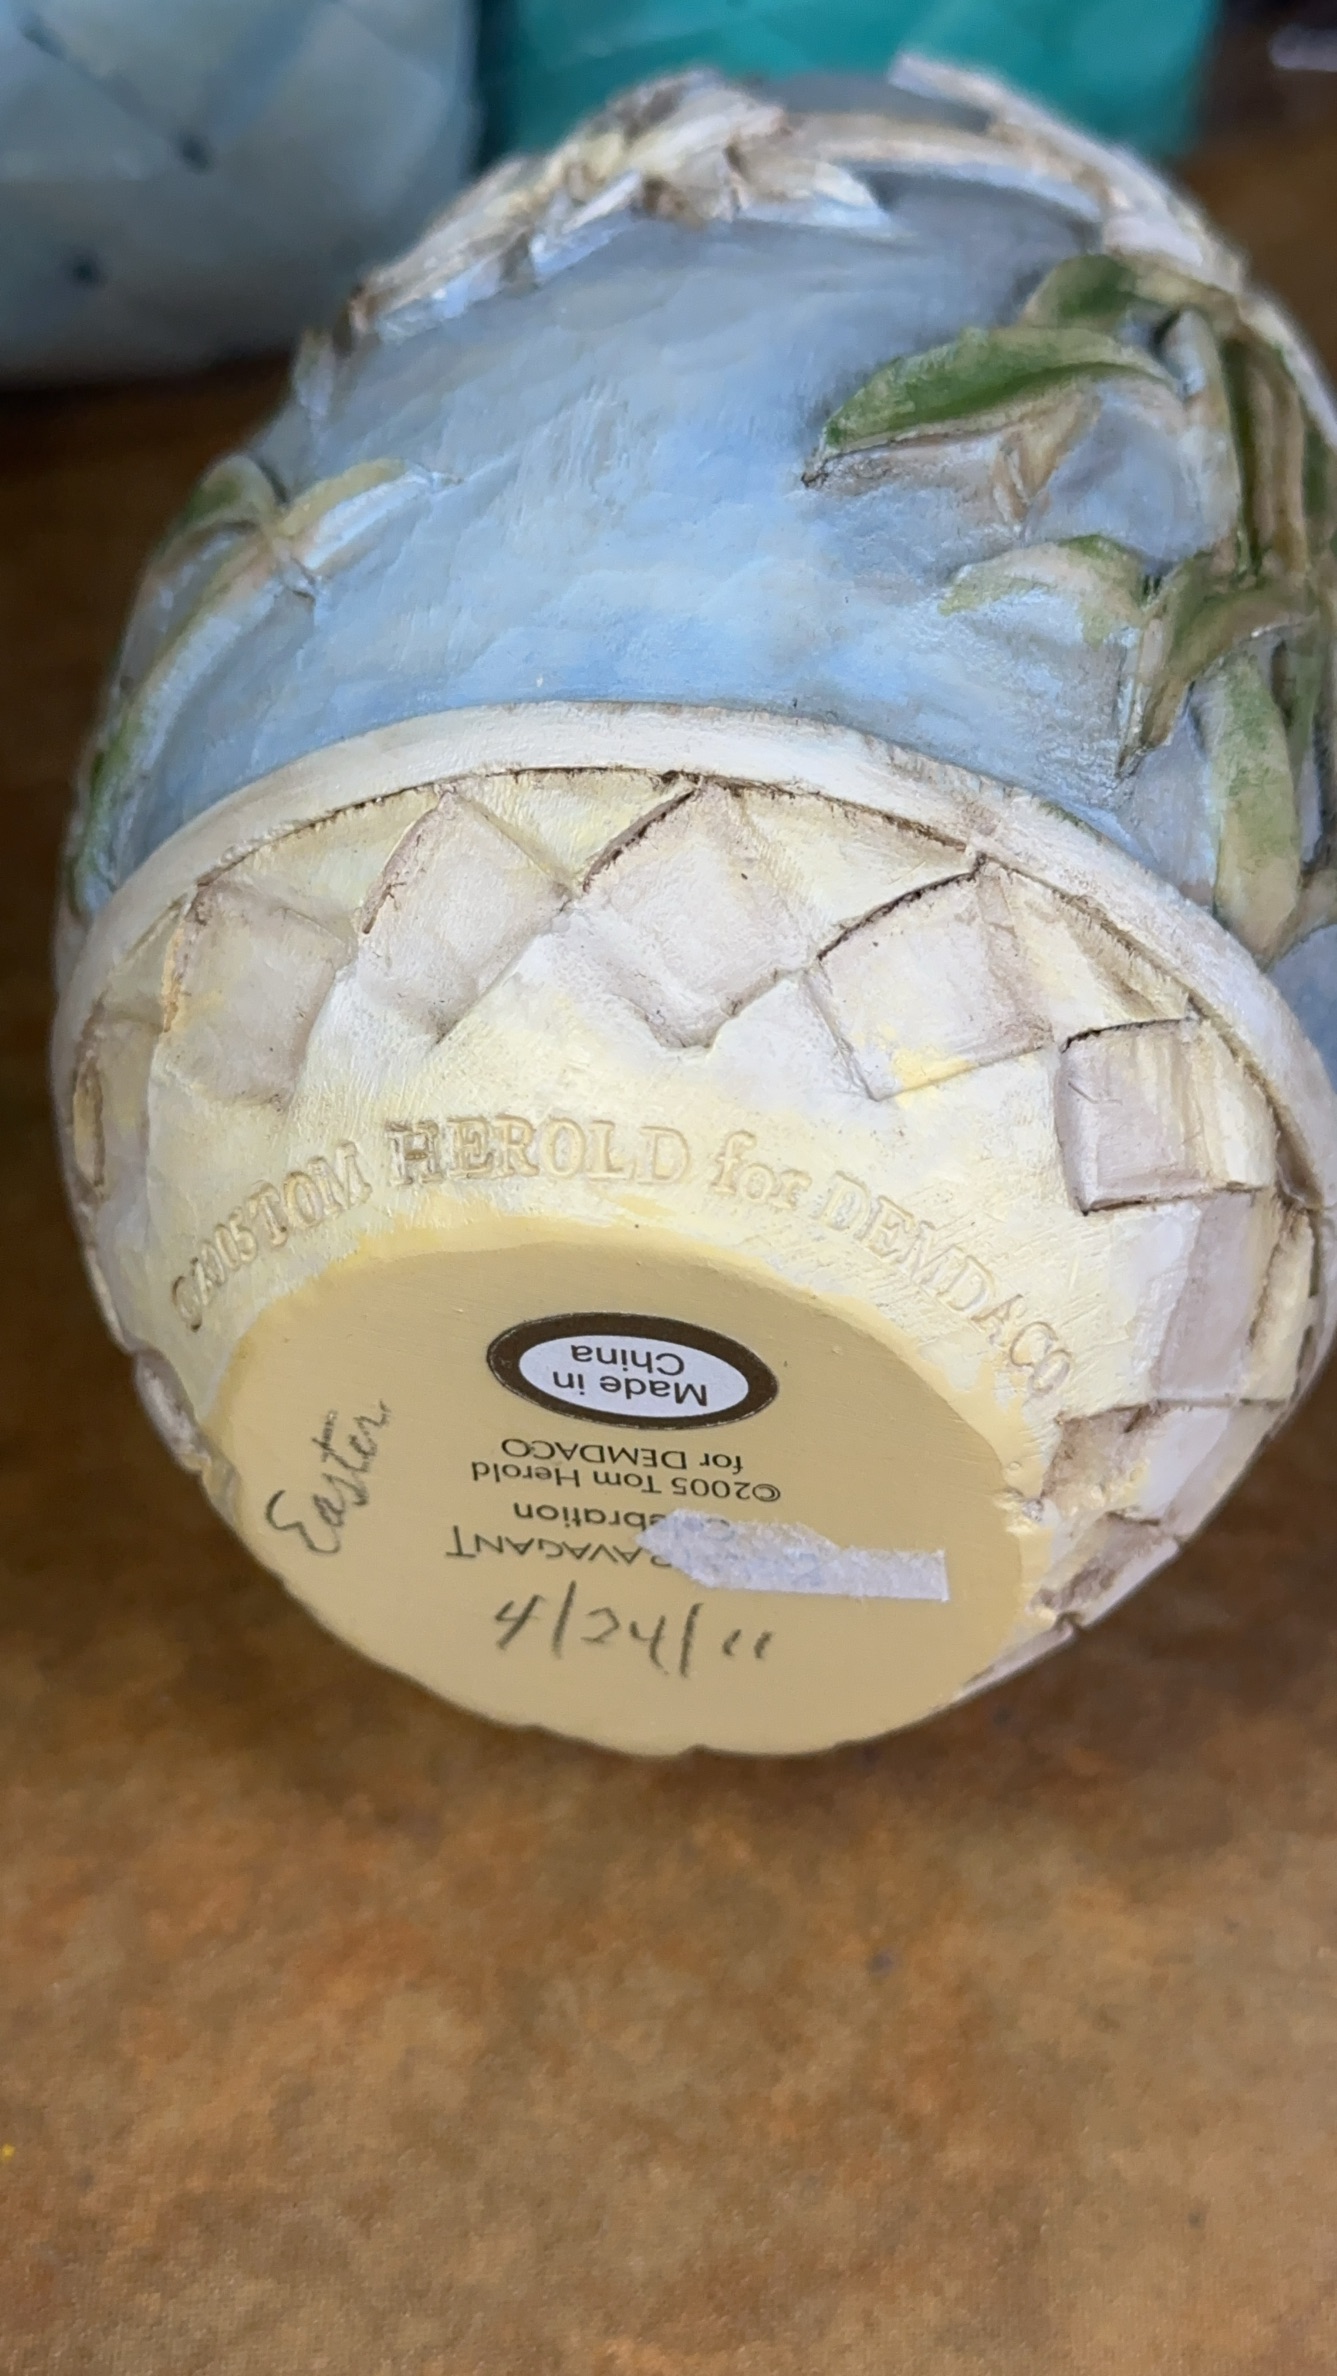 ©2005 TOM HEROLD for DEMDACO
Made in
China
for DEMDACO
©2005 Tom Herold
Easter
4/24/11